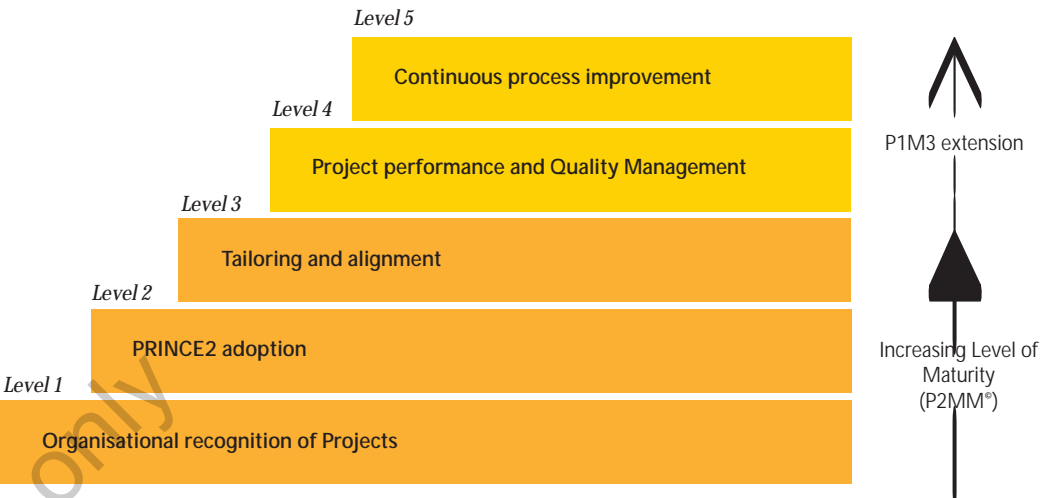 Level 5
Continuous process improvement
Level 4
P1M3 extension
Project performance and Quality Management
Level 3
Tailoring and alignment
Level 2
PRINCE2 adoption
Increasing Level of
Maturity
(P2MM©)
Level 1
Organisational recognition of Projects
only